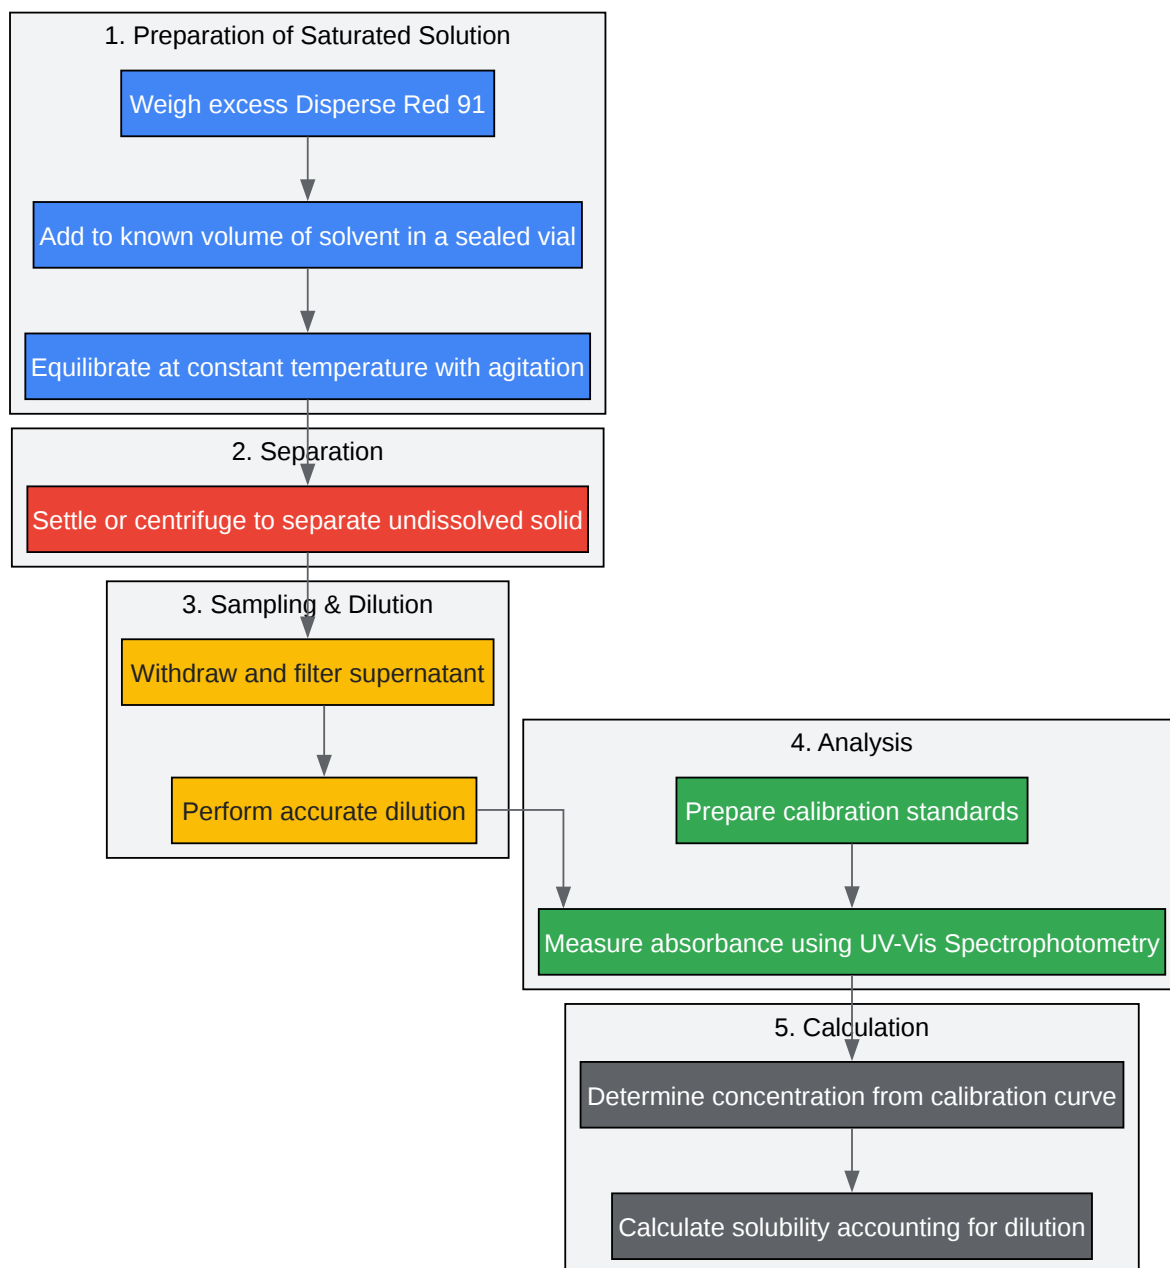 1. Preparation of Saturated Solution
Weigh excess Disperse Red 91
Add to known volume of solvent in a sealed vial
Equilibrate at constant temperature with agitation
2. Separation
Settle or centrifuge to separate undissolved solid
3. Sampling & Dilution
Withdraw and filter supernatant
Perform accurate dilution
4. Analysis
Prepare calibration standards
Measure absorbance using UV-Vis Spectrophotometry
5. Calculation
Determine concentration from calibration curve
Calculate solubility accounting for dilution